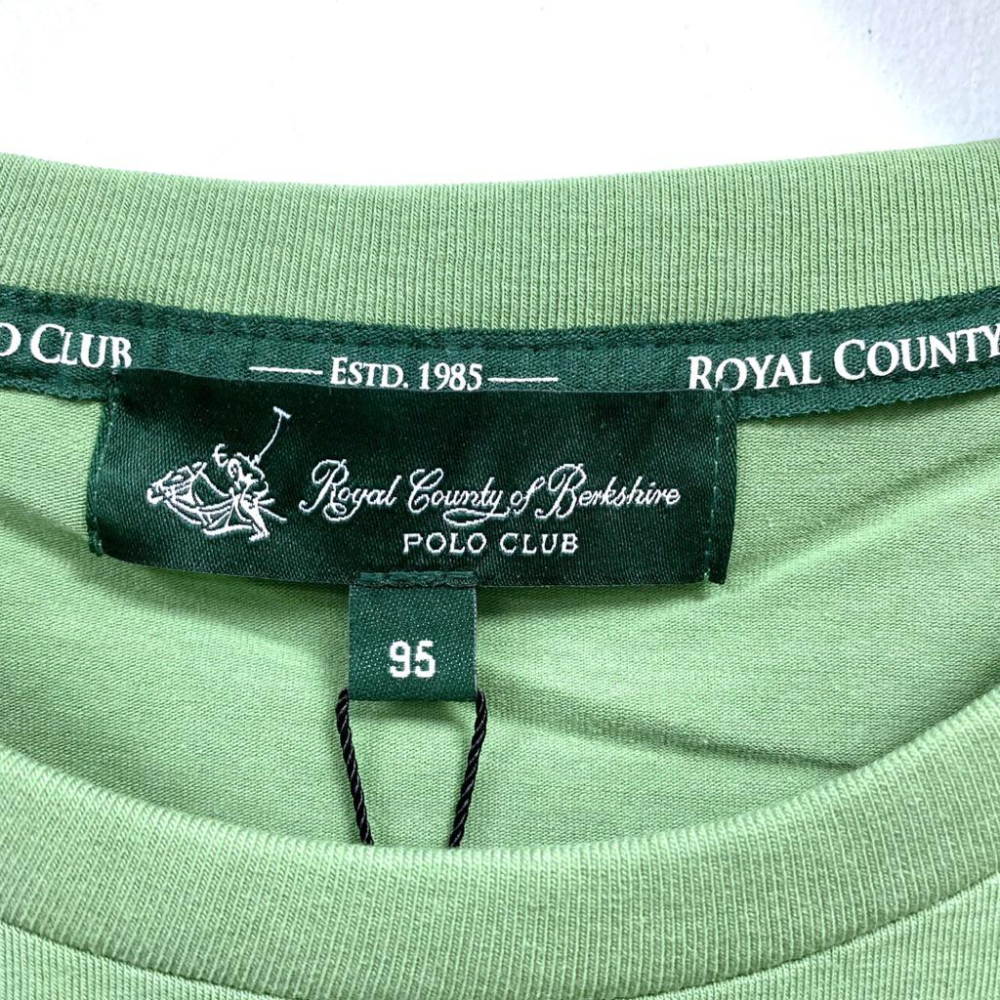 O CLUB
ESTD. 1985
ROYAL COUNTY
Royal County of Berkshire
POLO CLUB
95